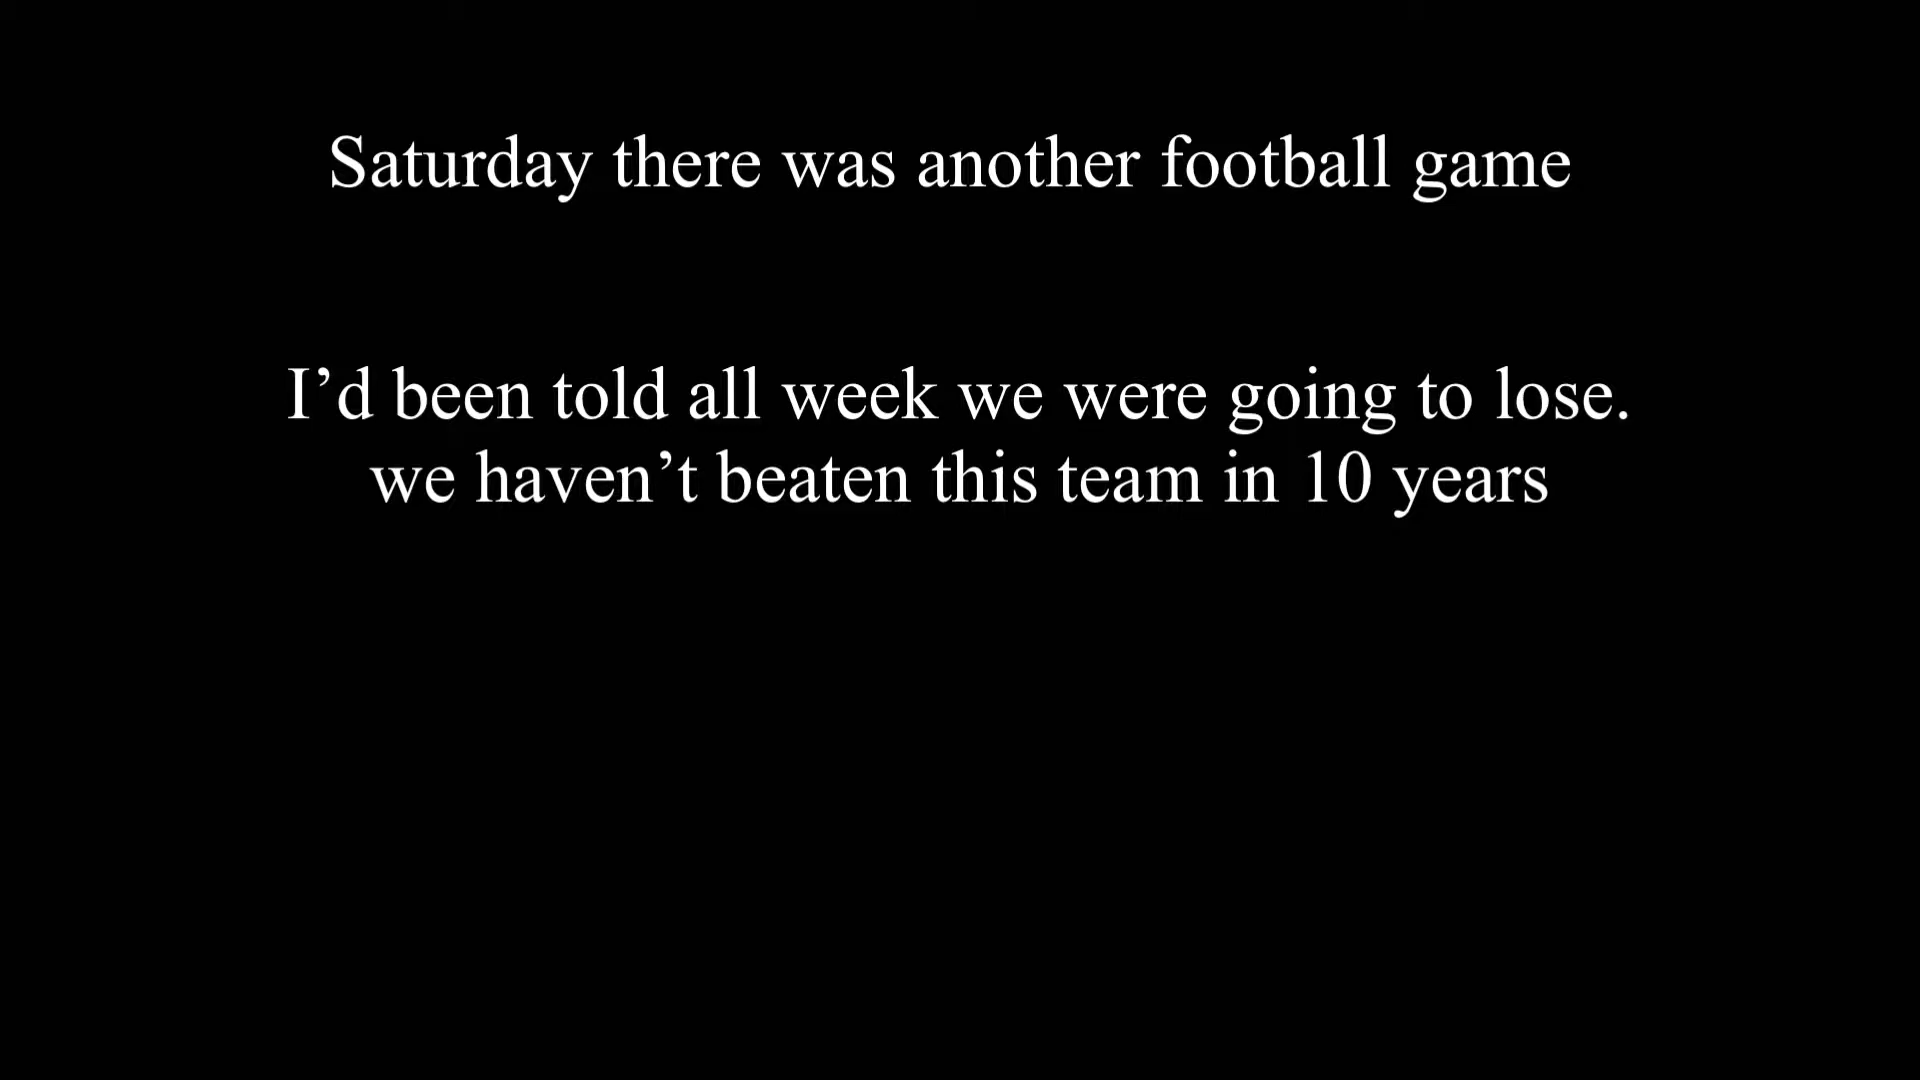 Saturday there was another football game
I’d been told all week we were going to lose.
we haven’t beaten this team in 10 years